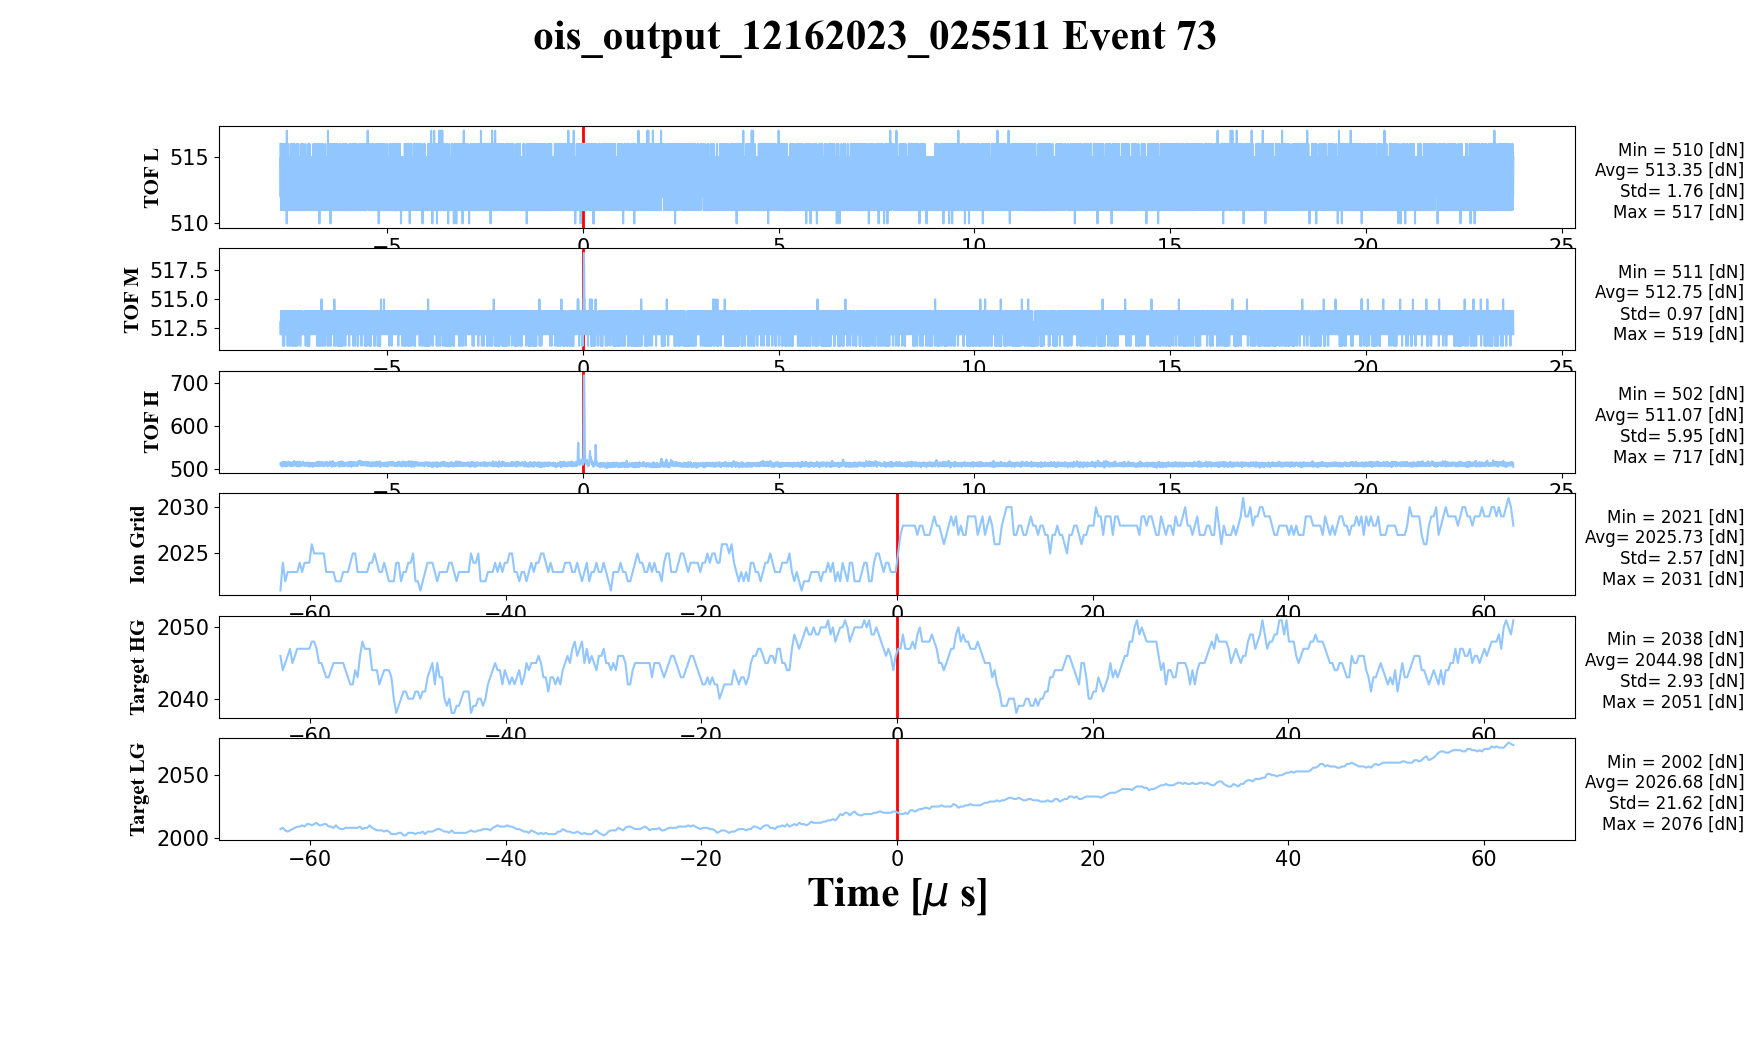 ois_output_12162023_025511 Event 73
TOF L
515
510
−5 0 5 10 15 20 25
Min = 510 [dN]
Avg= 513.35 [dN]
Std= 1.76 [dN]
Max = 517 [dN]
TOF M
517.5
515.0
512.5
−5 0 5 10 15 20 25
Min = 511 [dN]
Avg= 512.75 [dN]
Std= 0.97 [dN]
Max = 519 [dN]
TOF H
700
600
500
−5 0 5 10 15 20 25
Min = 502 [dN]
Avg= 511.07 [dN]
Std= 5.95 [dN]
Max = 717 [dN]
Ion Grid
2030
2025
−60 −40 −20 0 20 40 60
Min = 2021 [dN]
Avg= 2025.73 [dN]
Std= 2.57 [dN]
Max = 2031 [dN]
Target HG
2050
2040
−60 −40 −20 0 20 40 60
Min = 2038 [dN]
Avg= 2044.98 [dN]
Std= 2.93 [dN]
Max = 2051 [dN]
Target LG
2050
2000
−60 −40 −20 0 20 40 60
Min = 2002 [dN]
Avg= 2026.68 [dN]
Std= 21.62 [dN]
Max = 2076 [dN]
Time [μ s]